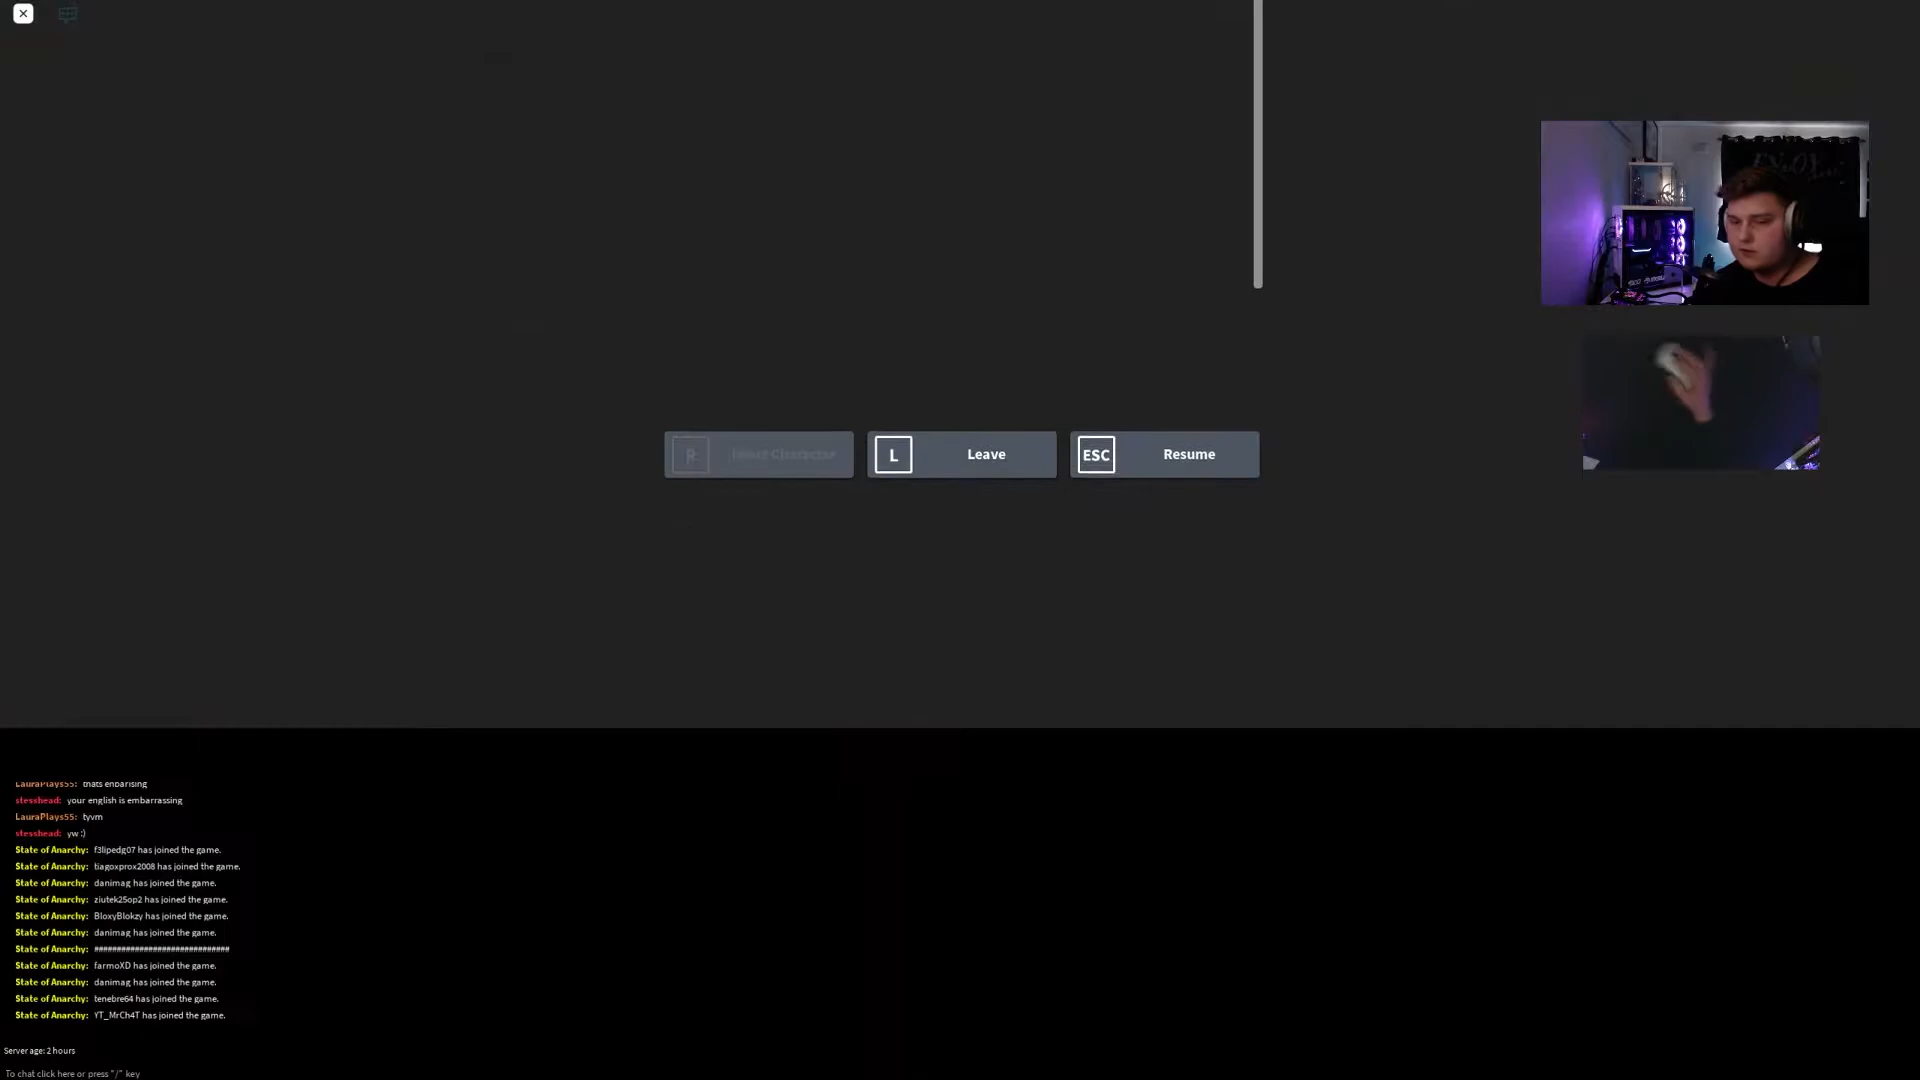 R Reset Character
L Leave
ESC Resume
LauraPlays55: thats enbarising
stesshead: your english is embarrassing
LauraPlays55: tyvm
stesshead: yw :)
State of Anarchy: f3lipedg07 has joined the game.
State of Anarchy: tiagoxprox2008 has joined the game.
State of Anarchy: danimag has joined the game.
State of Anarchy: ziutek25op2 has joined the game.
State of Anarchy: BloxyBlokzy has joined the game.
State of Anarchy: danimag has joined the game.
State of Anarchy: ##############################
State of Anarchy: farmoXD has joined the game.
State of Anarchy: danimag has joined the game.
State of Anarchy: tenebre64 has joined the game.
State of Anarchy: YT_MrCh4T has joined the game.
Server age: 2 hours
To chat click here or press "/" key